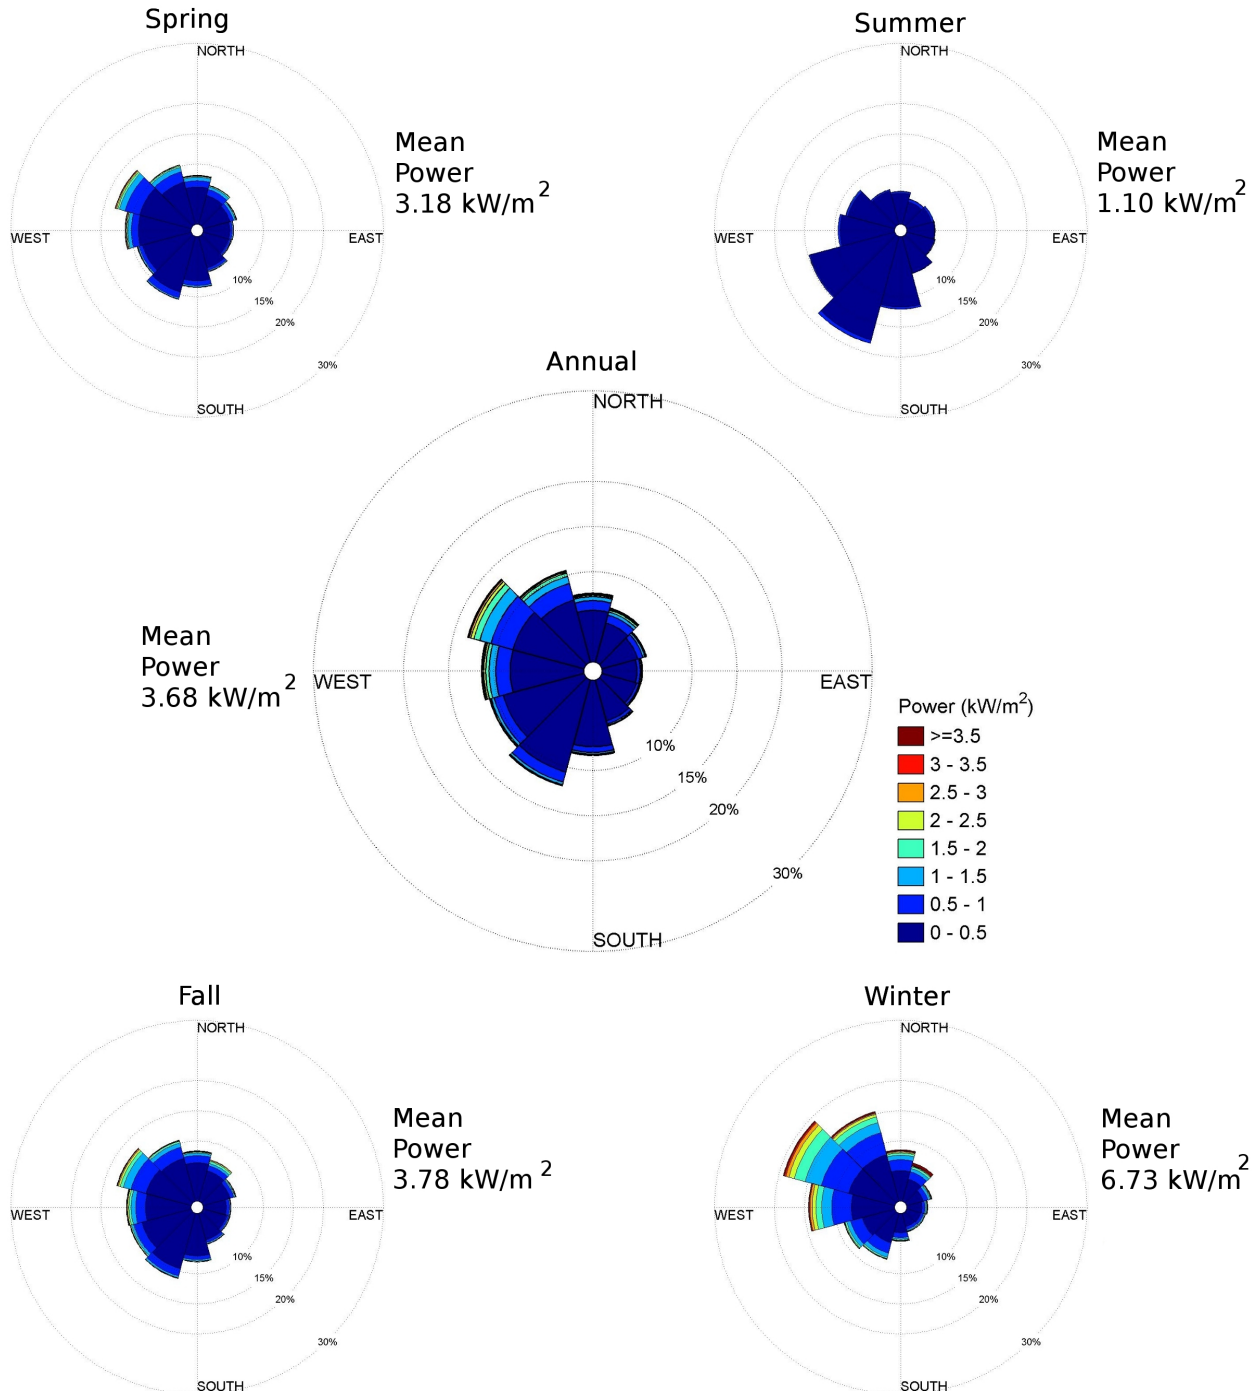 Spring
NORTH
WEST
EAST
SOUTH
10%
15%
20%
30%
Mean
Power
3.18 kW/m²
Summer
NORTH
WEST
EAST
SOUTH
10%
15%
20%
30%
Mean
Power
1.10 kW/m²
Annual
NORTH
WEST
EAST
SOUTH
10%
15%
20%
30%
Mean
Power
3.68 kW/m²
Power (kW/m²)
>=3.5
3 - 3.5
2.5 - 3
2 - 2.5
1.5 - 2
1 - 1.5
0.5 - 1
0 - 0.5
Fall
NORTH
WEST
EAST
SOUTH
10%
15%
20%
30%
Mean
Power
3.78 kW/m²
Winter
NORTH
WEST
EAST
SOUTH
10%
15%
20%
30%
Mean
Power
6.73 kW/m²